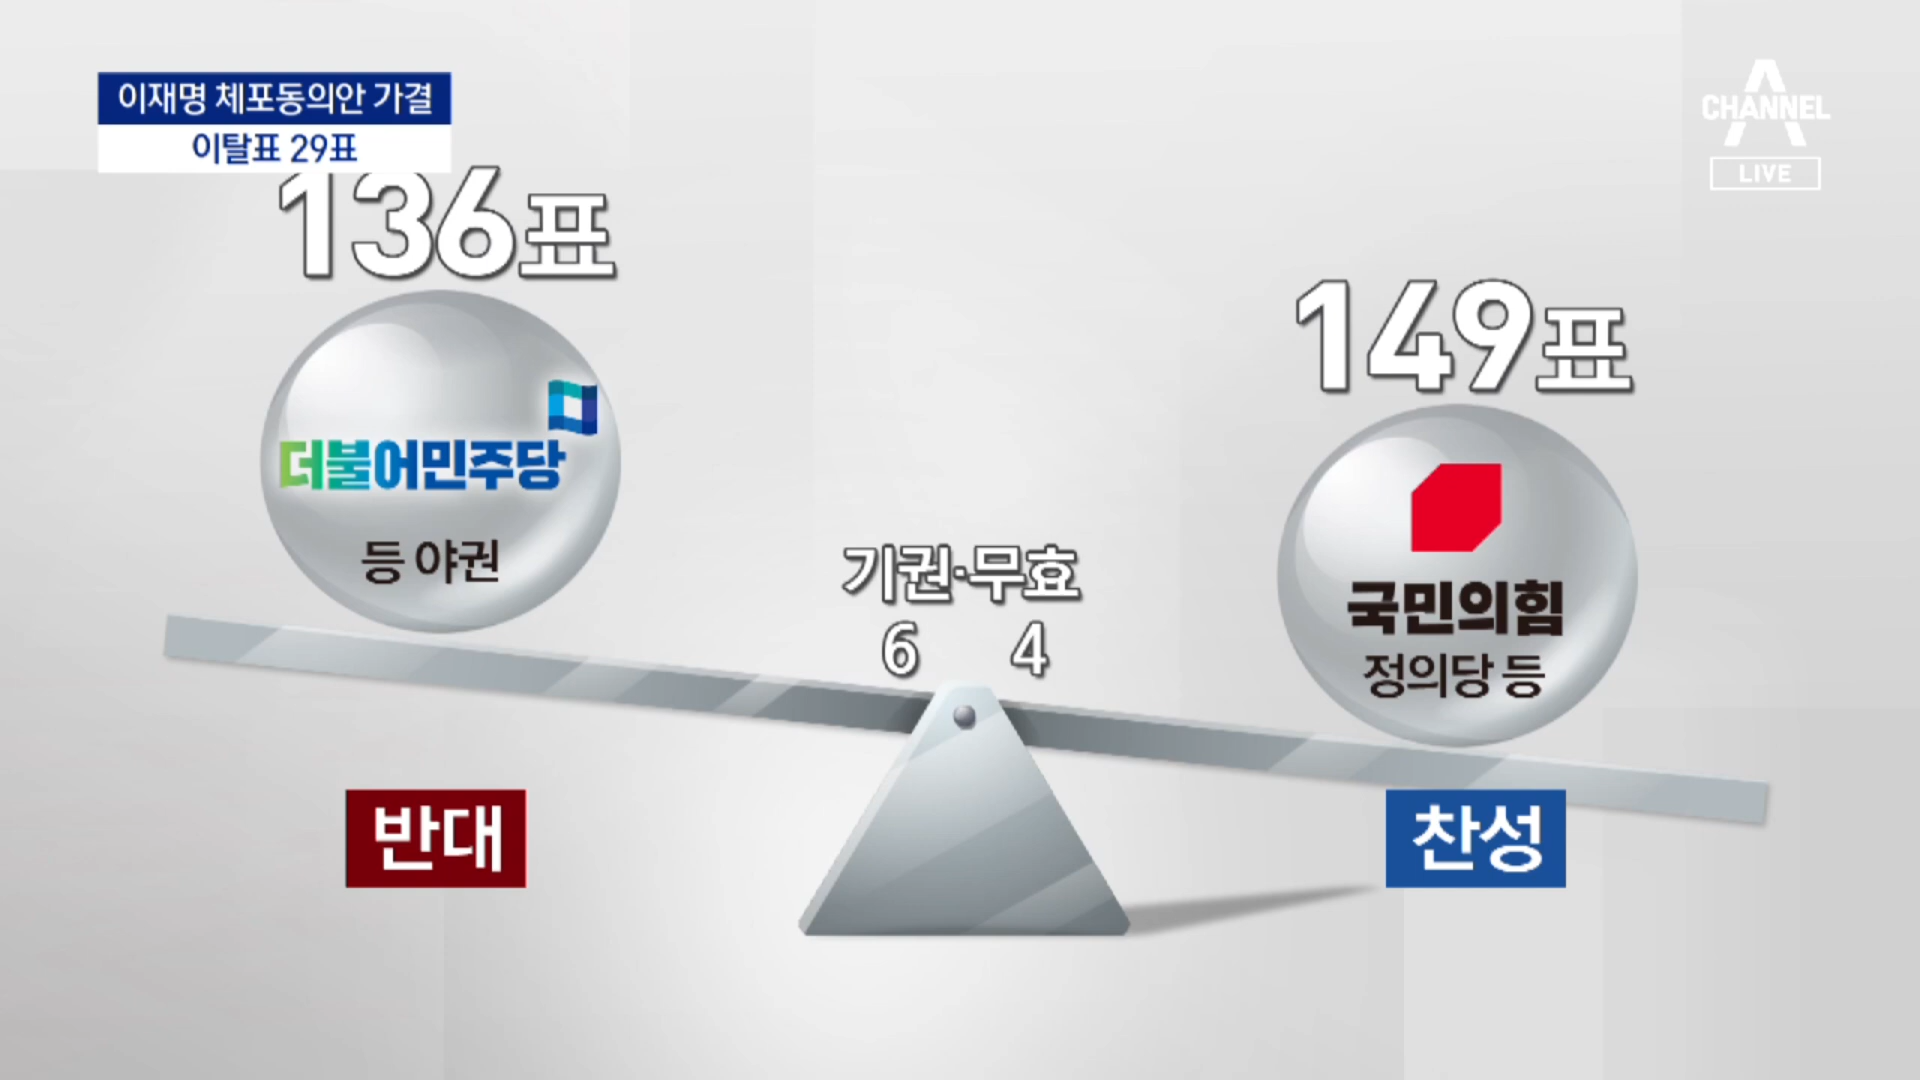 이재명 체포동의안 가결
이탈표 29표
CHANNEL A
LIVE
136표
149표
더불어민주당
등 야권
기권·무효
6 4
국민의힘
정의당 등
반대
찬성